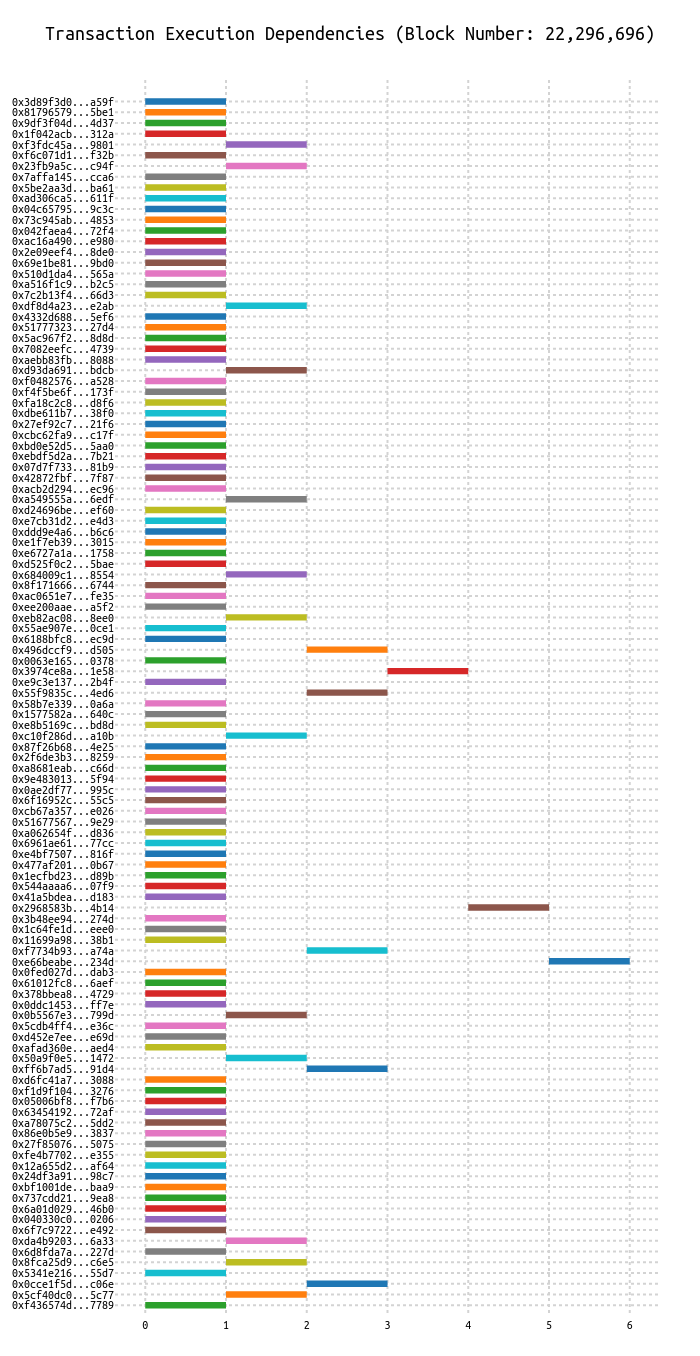 Transaction Execution Dependencies (Block Number: 22,296,696)
0x3d89f3d0...a59f
0x81796579...5be1
0x9df3f04d...4d37
0x1f042acb...312a
0xf3fdc45a...9801
0xf6c071d1...f32b
0x23fb9a5c...c94f
0x7affa145...cca6
0x5be2aa3d...ba61
0xad306ca5...611f
0x04c65795...9c3c
0x73c945ab...4853
0x042faea4...72f4
0xac16a490...e980
0x2e09eef4...8de0
0x69e1be81...9bd0
0x510d1da4...565a
0xa516f1c9...b2c5
0x7c2b13f4...66d3
0xdf8d4a23...e2ab
0x4332d688...5ef6
0x51777323...27d4
0x5ac967f2...8d8d
0x7082eefc...4739
0xaebb83fb...8088
0xd93da691...bdcb
0xf0482576...a528
0xf4f5be6f...173f
0xfa18c2c8...d8f6
0xdbe611b7...38f0
0x27ef92c7...21f6
0xcbc62fa9...c17f
0xbd0e52d5...5aa0
0xebdf5d2a...7b21
0x07d7f733...81b9
0x42872fbf...7f87
0xacb2d294...ec96
0xa549555a...6edf
0xd24696be...ef60
0xe7cb31d2...e4d3
0xddd9e4a6...b6c6
0xe1f7eb39...3015
0xe6727a1a...1758
0xd525f0c2...5bae
0x684009c1...8554
0x8f171666...6744
0xac0651e7...fe35
0xee200aae...a5f2
0xeb82ac08...8ee0
0x55ae907e...0ce1
0x6188bfc8...ec9d
0x496dccf9...d505
0x0063e165...0378
0x3974ce8a...1e58
0xe9c3e137...2b4f
0x55f9835c...4ed6
0x58b7e339...0a6a
0x1577582a...640c
0xe8b5169c...bd8d
0xc10f286d...a10b
0x87f26b68...4e25
0x2f6de3b3...8259
0xa8681eab...c66d
0x9e483013...5f94
0x0ae2df77...995c
0x6f16952c...55c5
0xcb67a357...e026
0x51677567...9e29
0xa062654f...d836
0x6961ae61...77cc
0xe4bf7507...816f
0x477af201...0b67
0x1ecfbd23...d89b
0x544aaaa6...07f9
0x41a5bdea...d183
0x2968583b...4b14
0x3b48ee94...274d
0x1c64fe1d...eee0
0x11699a98...38b1
0xf7734b93...a74a
0xe66beabe...234d
0x0fed027d...dab3
0x61012fc8...6aef
0x378bbea8...4729
0x0ddc1453...ff7e
0x0b5567e3...799d
0x5cdb4ff4...e36c
0xd452e7ee...e69d
0xafad360e...aed4
0x50a9f0e5...1472
0xff6b7ad5...91d4
0xd6fc41a7...3088
0xf1d9f104...3276
0x05006bf8...f7b6
0x63454192...72af
0xa78075c2...5dd2
0x86e0b5e9...3837
0x27f85076...5075
0xfe4b7702...e355
0x12a655d2...af64
0x24df3a91...98c7
0xbf1001de...baa9
0x737cdd21...9ea8
0x6a01d029...46b0
0x040330c0...0206
0x6f7c9722...e492
0xda4b9203...6a33
0x6d8fda7a...227d
0x8fca25d9...c6e5
0x5341e216...55d7
0x0cce1f5d...c06e
0x5cf40dc0...5c77
0xf436574d...7789
0 1 2 3 4 5 6